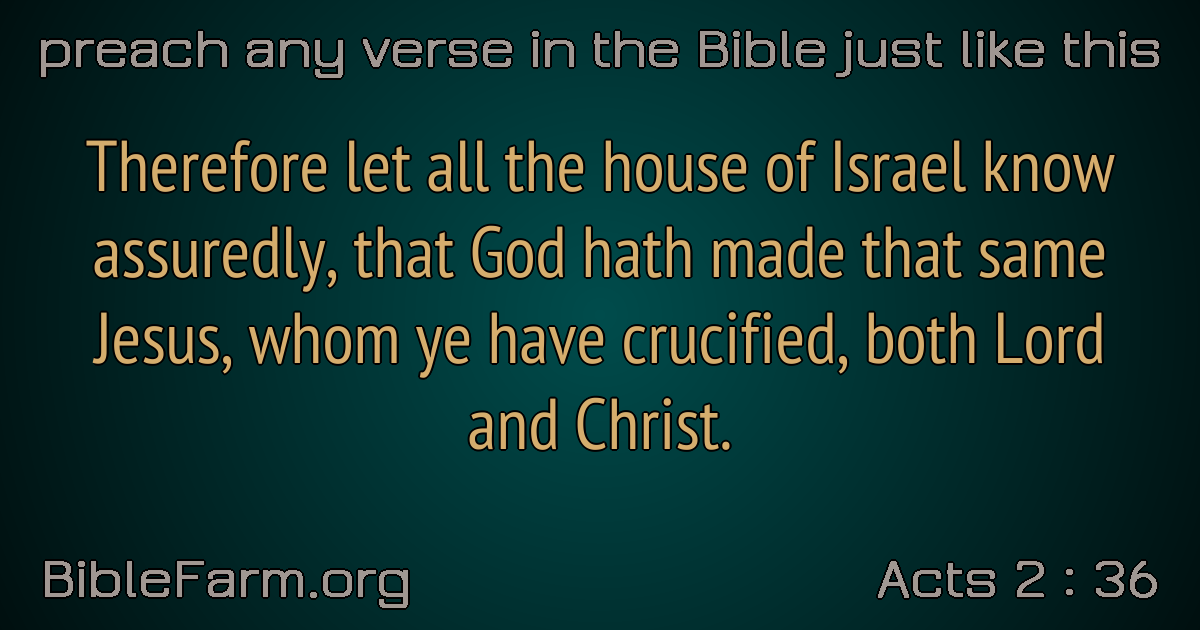 preach any verse in the Bible just like this
Therefore let all the house of Israel know
assuredly, that God hath made that same
Jesus, whom ye have crucified, both Lord
and Christ.
BibleFarm.org
Acts 2 : 36